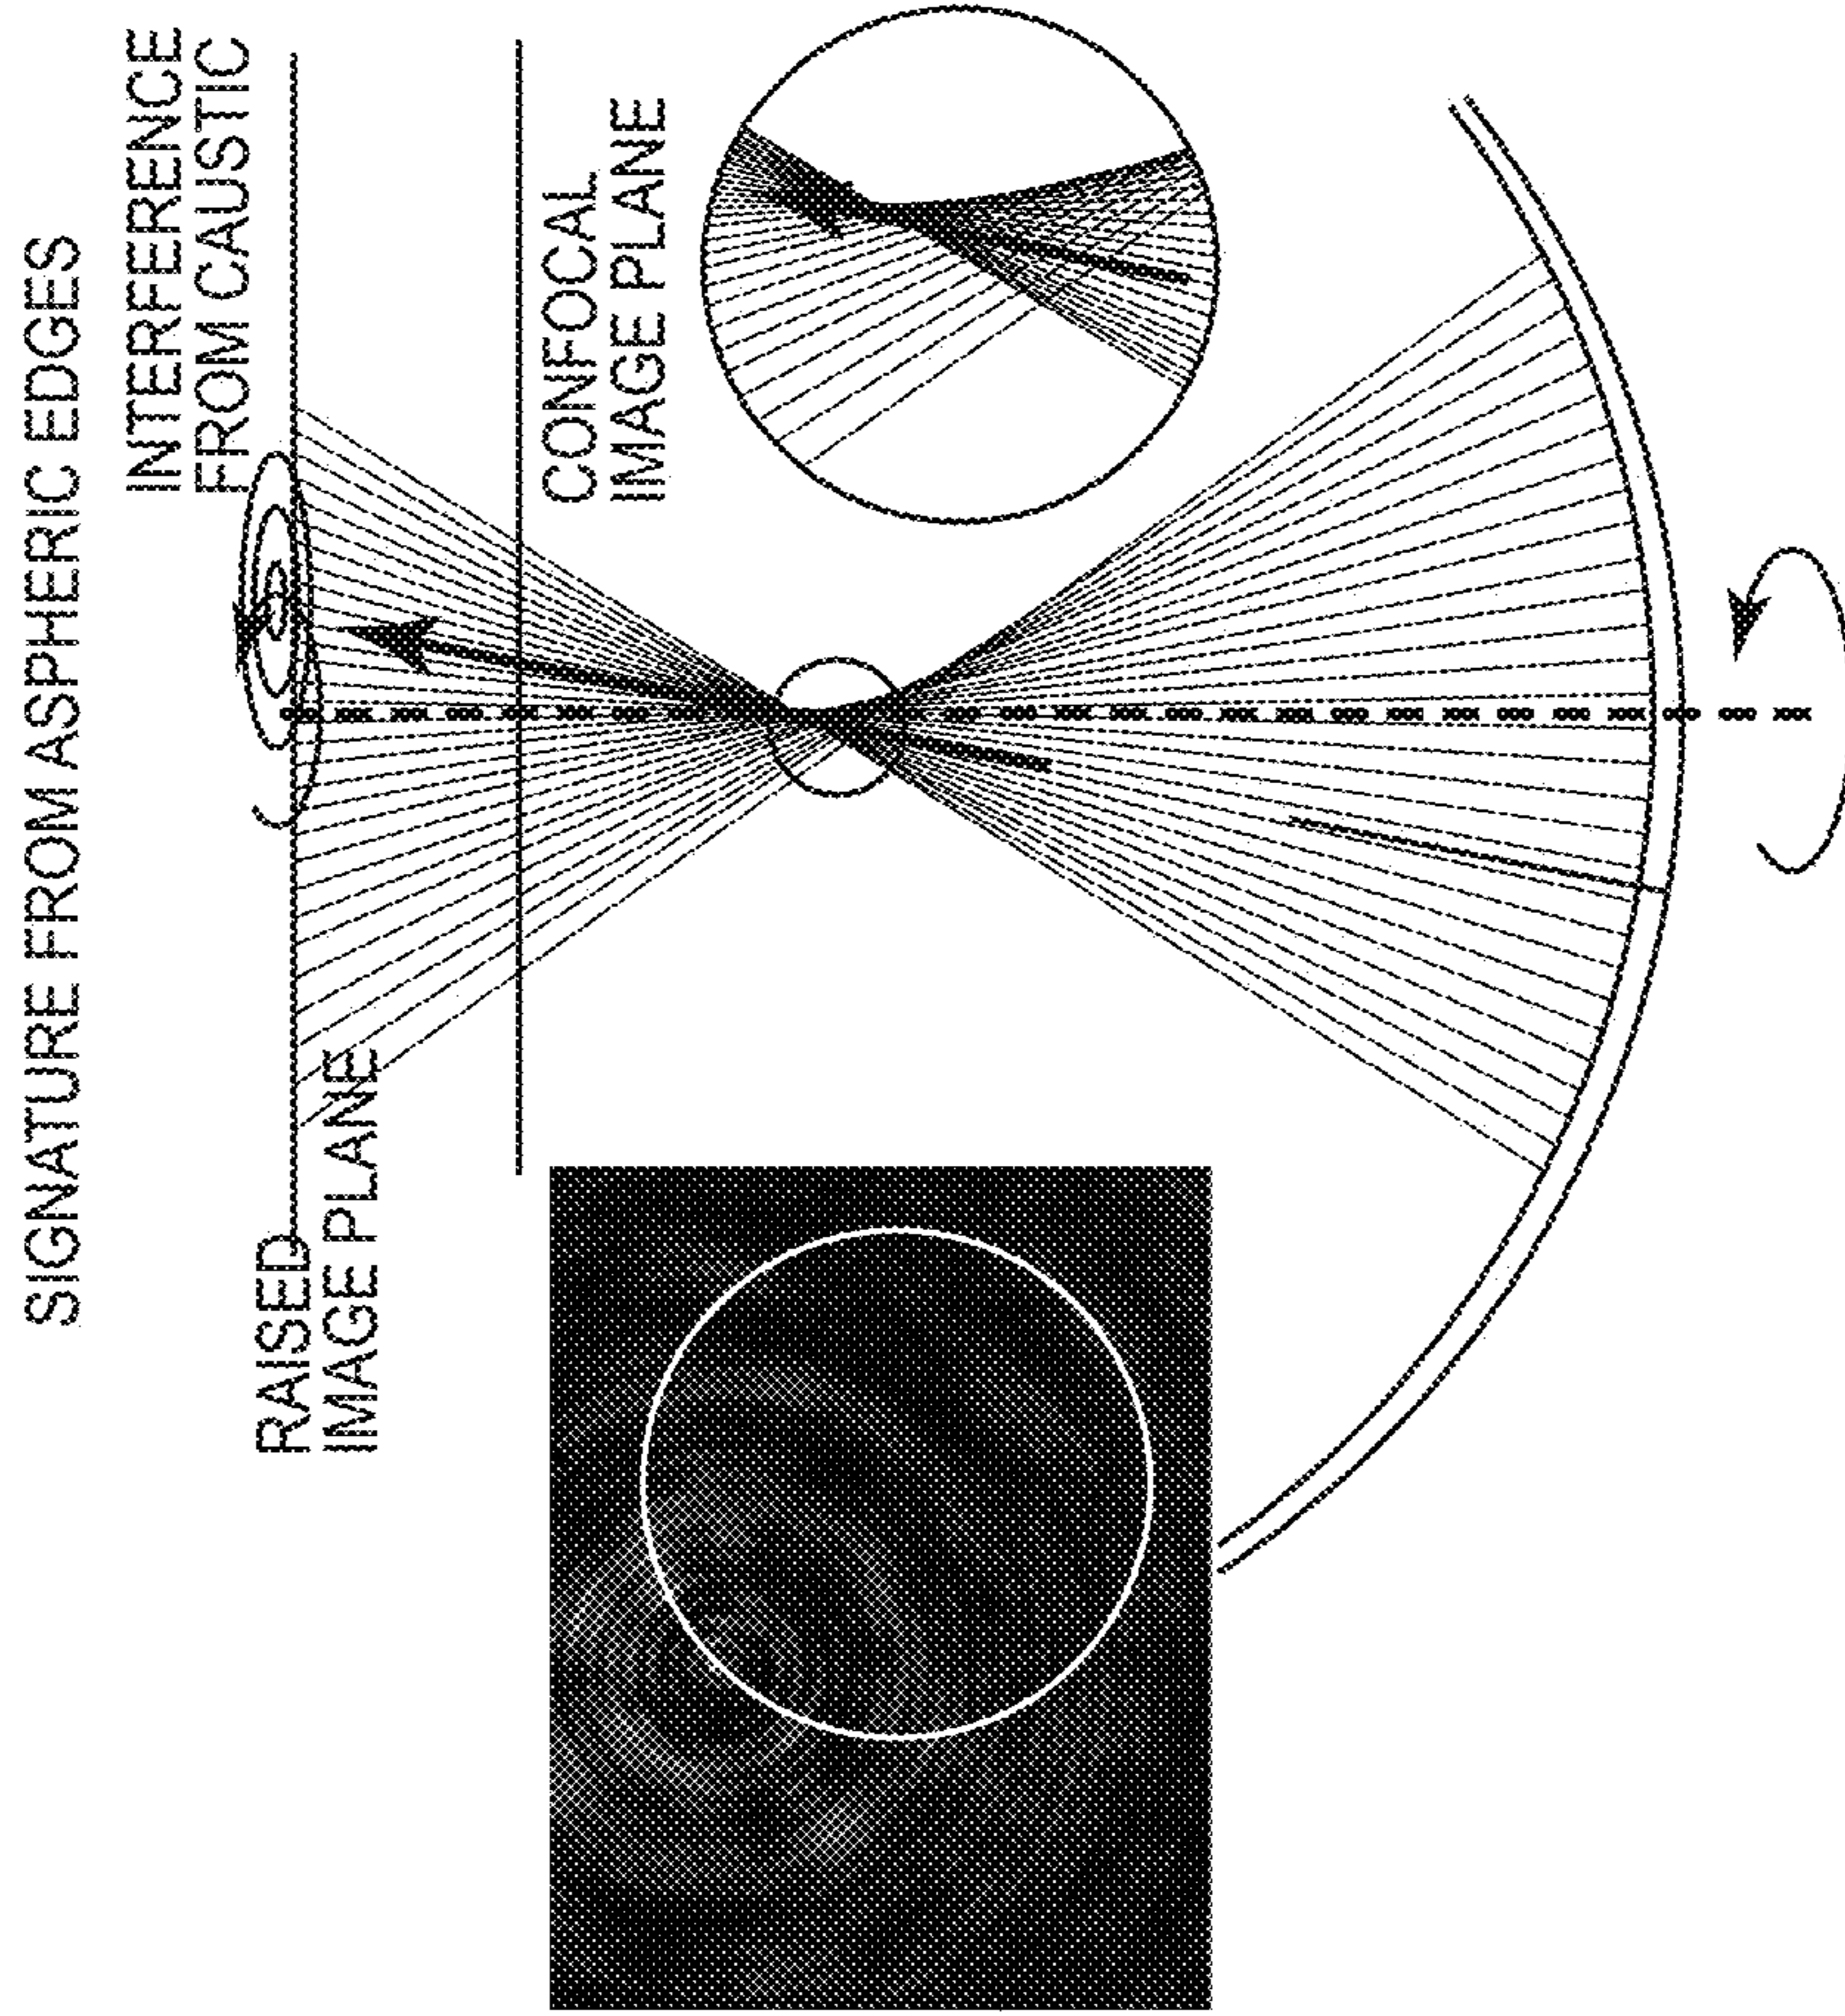 SIGNATURE FROM ASPHERIC EDGES
INTERFERENCE
FROM CAUSTIC
RAISED
IMAGE PLANE
CONFOCAL
IMAGE PLANE